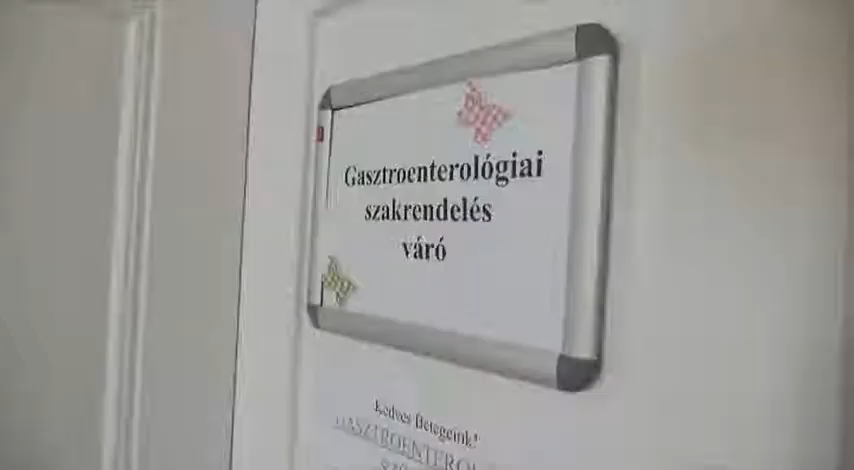 Gasztroenterológiai
szakrendelés
váró
Kedves Betegeink!